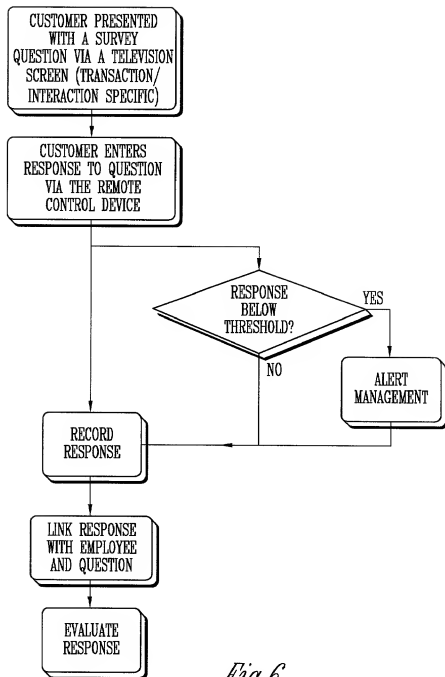 CUSTOMER PRESENTED
WITH A SURVEY
QUESTION VIA A TELEVISION
SCREEN (TRANSACTION/
INTERACTION SPECIFIC)
CUSTOMER ENTERS
RESPONSE TO QUESTION
VIA THE REMOTE
CONTROL DEVICE
RESPONSE
BELOW
THRESHOLD?
YES
NO
ALERT
MANAGEMENT
RECORD
RESPONSE
LINK RESPONSE
WITH EMPLOYEE
AND QUESTION
EVALUATE
RESPONSE
Fig.6